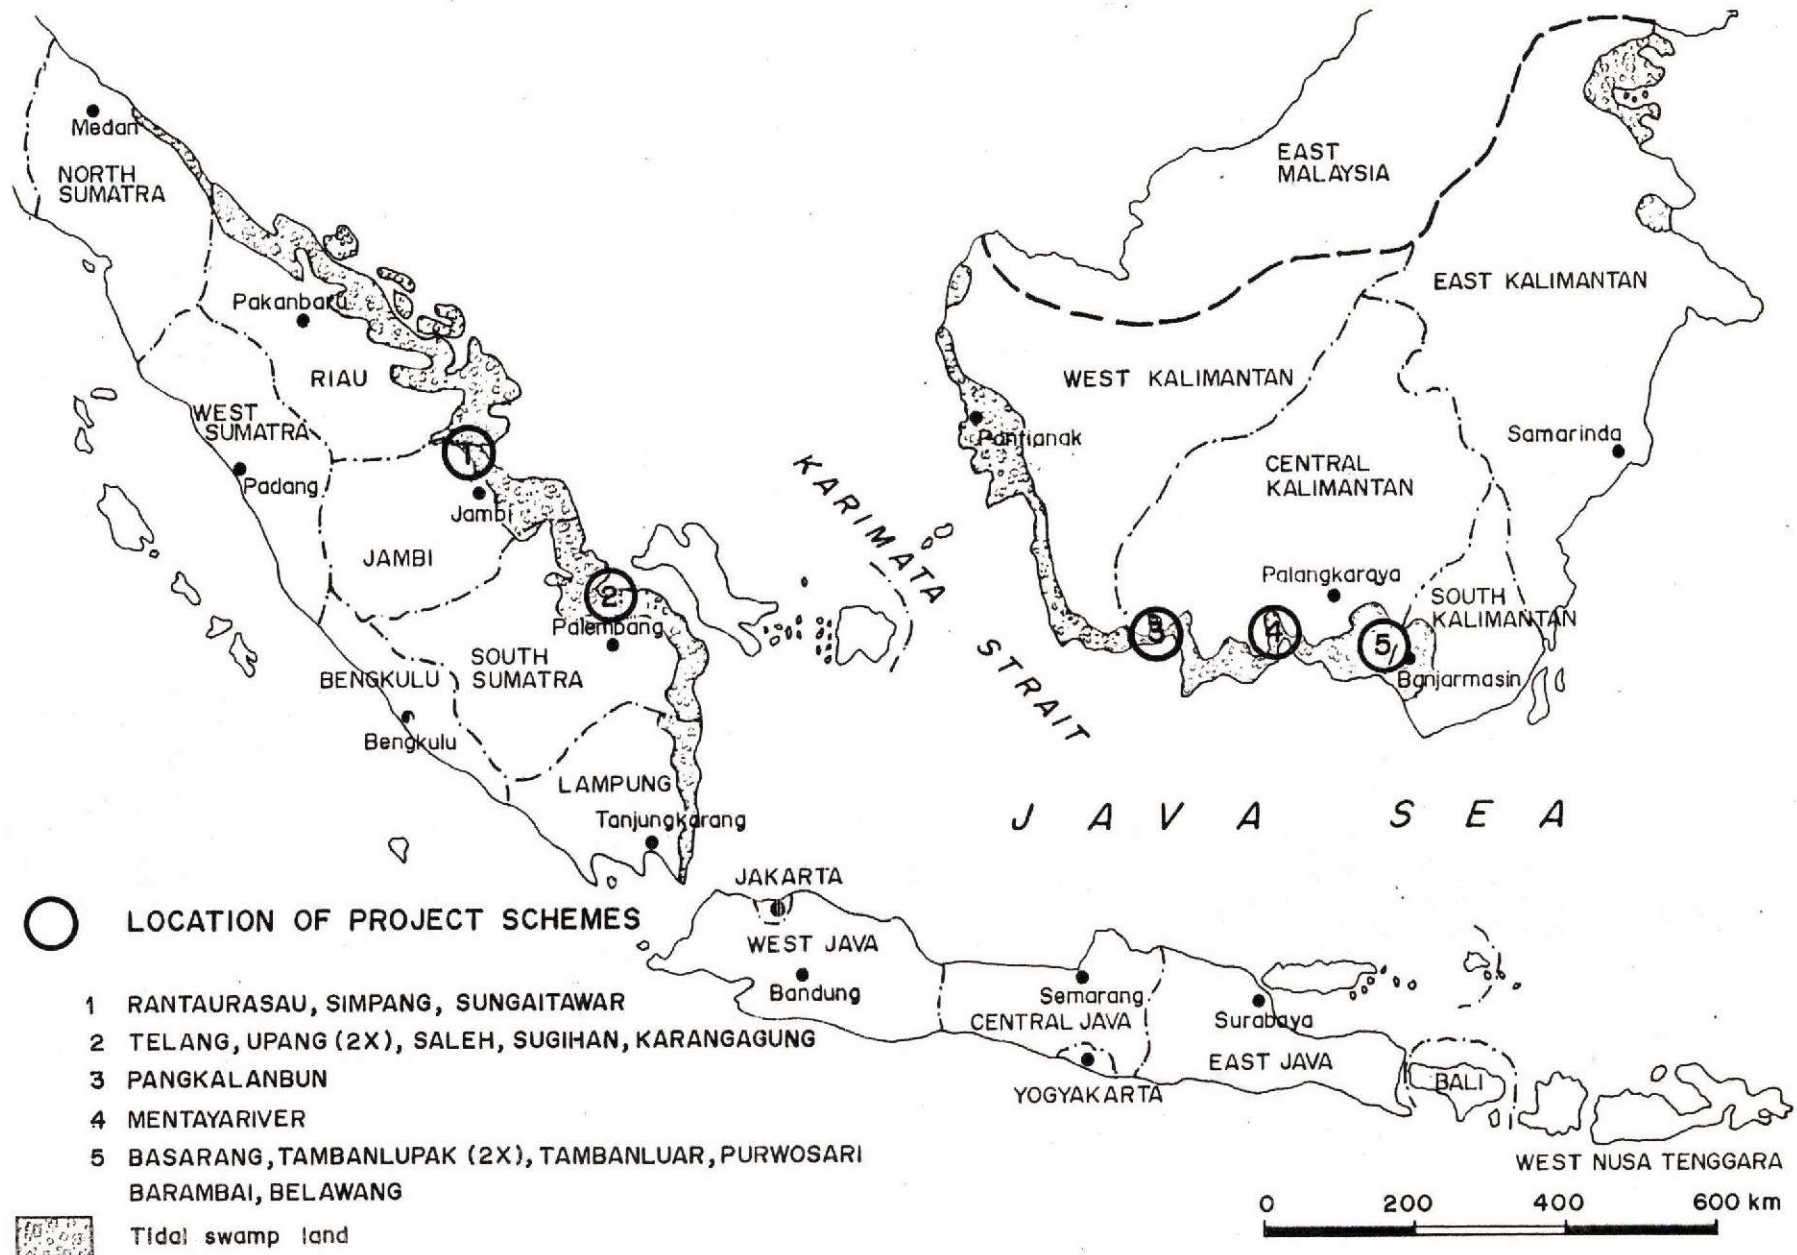 Medan
NORTH
SUMATRA
Pakanbaru
RIAU
WEST
SUMATRA
Padang
1
Jambi
JAMBI
2
Palembang
SOUTH
SUMATRA
BENGKULU
Bengkulu
LAMPUNG
Tanjungkarang
EAST
MALAYSIA
EAST KALIMANTAN
WEST KALIMANTAN
Pontianak
Samarinda
CENTRAL
KALIMANTAN
Palangkaraya
SOUTH
KALIMANTAN
3
4
5
Banjarmasin
KARIMATA
STRAIT
JAVA SEA
JAKARTA
WEST JAVA
Bandung
Semarang
CENTRAL JAVA
YOGYAKARTA
Surabaya
EAST JAVA
BALI
WEST NUSA TENGGARA
LOCATION OF PROJECT SCHEMES
1 RANTAURASAU, SIMPANG, SUNGAITAWAR
2 TELANG, UPANG (2X), SALEH, SUGIHAN, KARANGAGUNG
3 PANGKALANBUN
4 MENTAYARIVER
5 BASARANG, TAMBANLUPAK (2X), TAMBANLUAR, PURWOSARI
BARAMBAI, BELAWANG
Tidal swamp land
0 200 400 600 km